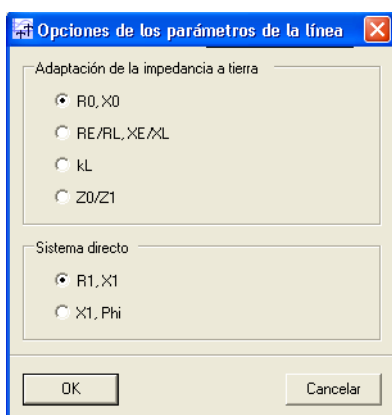 Opciones de los parámetros de la línea
Adaptación de la impedancia a tierra
R0, X0
RE/RL, XE/XL
kL
Z0/Z1
Sistema directo
R1, X1
X1, Phi
OK
Cancelar